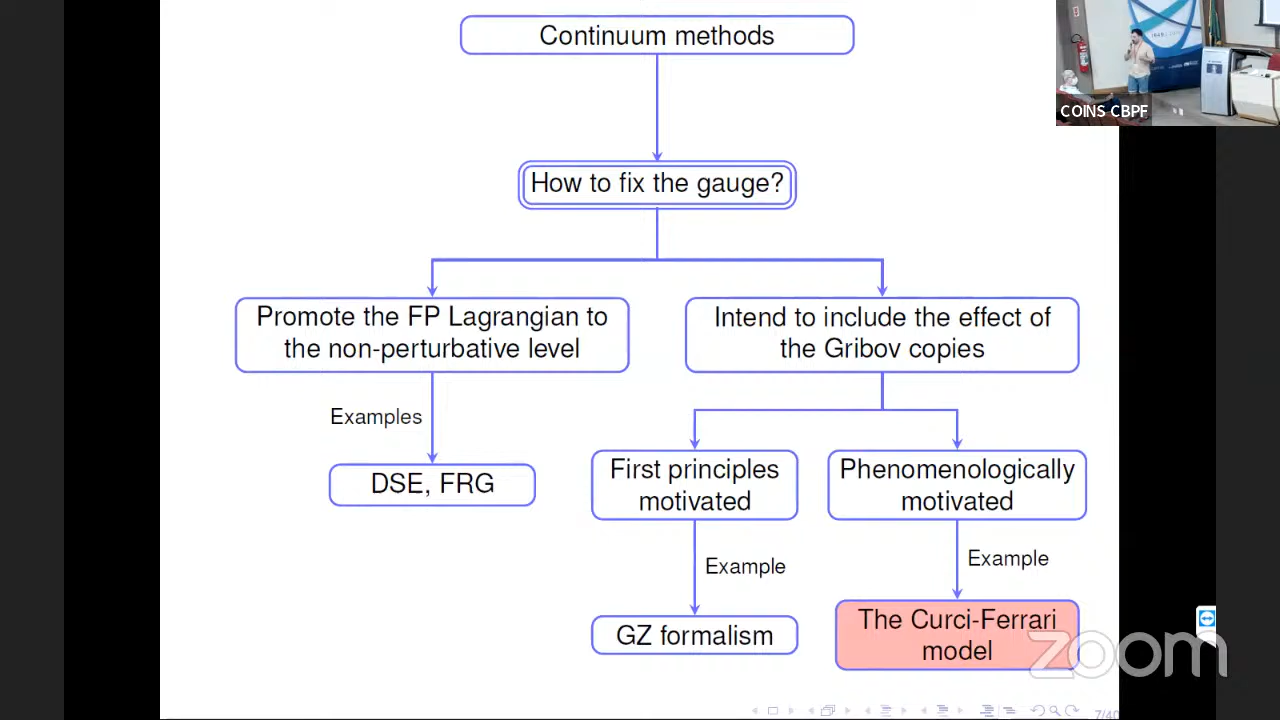 Continuum methods
COINS CBPF
How to fix the gauge?
Promote the FP Lagrangian to
the non-perturbative level
Intend to include the effect of
the Gribov copies
Examples
DSE, FRG
First principles
motivated
Phenomenologically
motivated
Example
Example
GZ formalism
The Curci-Ferrari
model
zoom